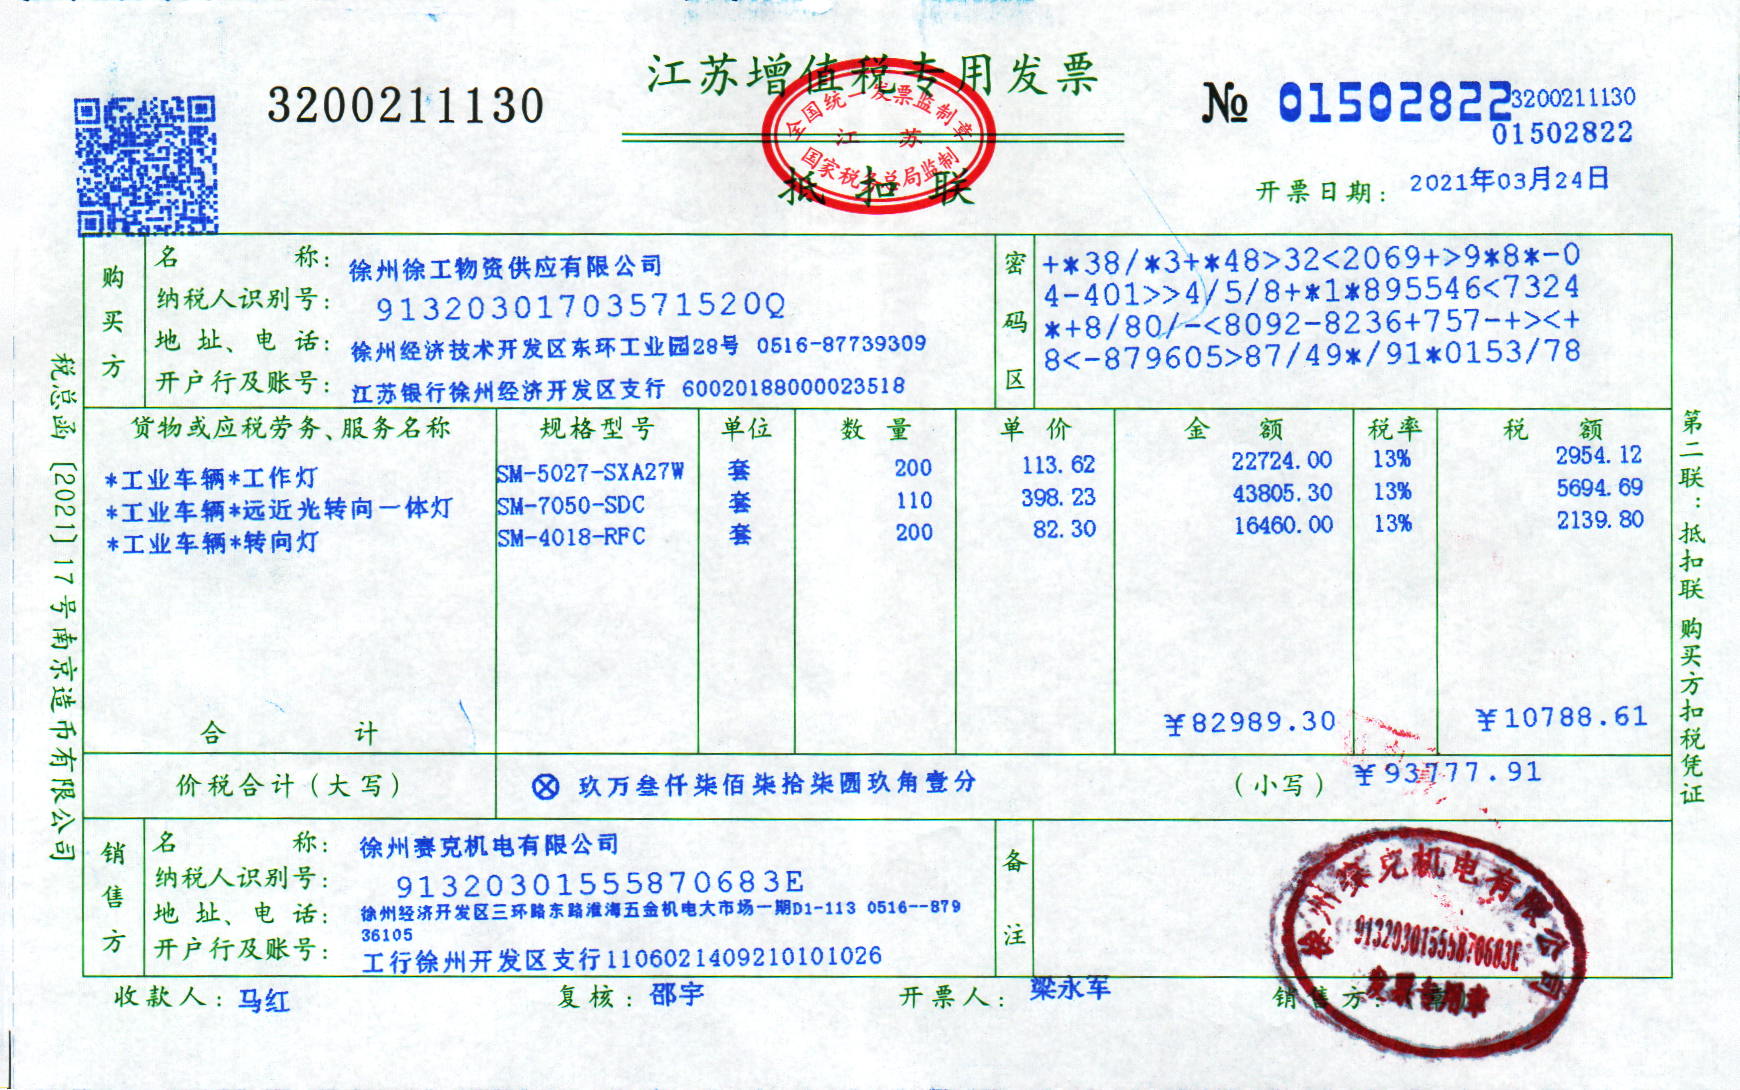 江苏增值税专用发票
3200211130
№ 01502822
3200211130
01502822
全国统一发票监制章
江 苏
国家税务总局监制
抵扣联
开票日期: 2021年03月24日
购买方
名 称: 徐州徐工物资供应有限公司
纳税人识别号: 91320301703571520Q
地 址、电 话: 徐州经济技术开发区东环工业园28号 0516-87739309
开户行及账号: 江苏银行徐州经济开发区支行 60020188000023518
密码区
+*38/*3+*48>32<2069+>9*8*-0
4-401>>4/5/8+*1*895546<7324
*+8/80/-<8092-8236+757-+><+
8<-879605>87/49*/91*0153/78
货物或应税劳务、服务名称 规格型号 单位 数 量 单 价 金 额 税率 税 额
*工业车辆*工作灯 SM-5027-SXA27W 套 200 113.62 22724.00 13% 2954.12
*工业车辆*远近光转向一体灯 SM-7050-SDC 套 110 398.23 43805.30 13% 5694.69
*工业车辆*转向灯 SM-4018-RFC 套 200 82.30 16460.00 13% 2139.80
合 计 ¥82989.30 ¥10788.61
价税合计(大写) ⊗ 玖万叁仟柒佰柒拾柒圆玖角壹分 (小写) ¥93777.91
销售方
名 称: 徐州赛克机电有限公司
纳税人识别号: 91320301555870683E
地 址、电 话: 徐州经济开发区三环路东路淮海五金机电大市场一期D1-113 0516--879
36105
开户行及账号: 工行徐州开发区支行1106021409210101026
备注
收款人: 马红 复核: 邵宇 开票人: 梁永军 销售方:
徐州赛克机电有限公司
91320301555870683E
发票专用章
税总函〔2021〕17号南京造币有限公司
第二联:抵扣联 购买方扣税凭证